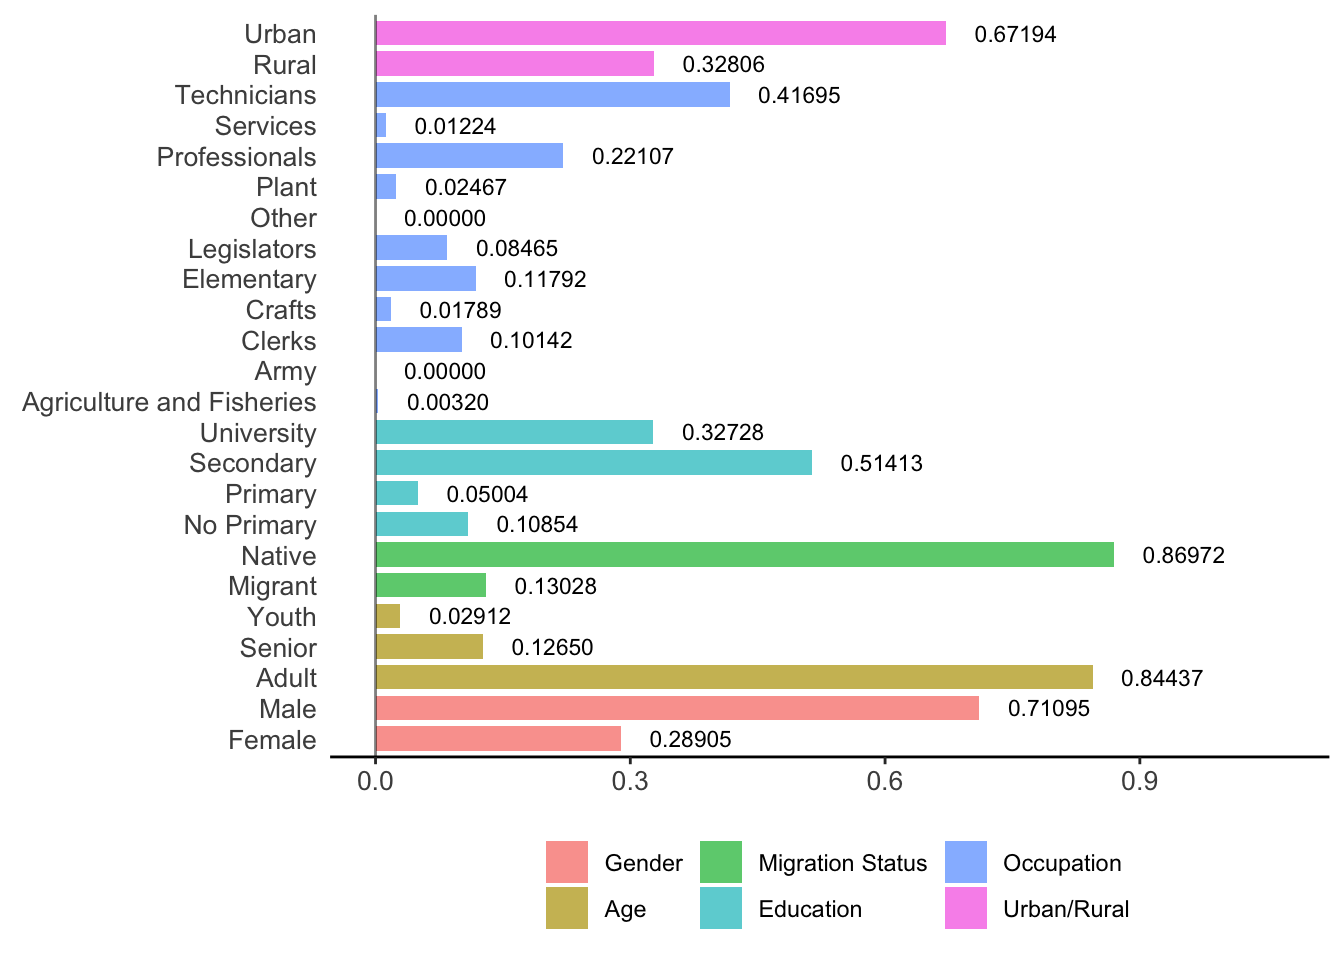 Urban 0.67194
Rural 0.32806
Technicians 0.41695
Services 0.01224
Professionals 0.22107
Plant 0.02467
Other 0.00000
Legislators 0.08465
Elementary 0.11792
Crafts 0.01789
Clerks 0.10142
Army 0.00000
Agriculture and Fisheries 0.00320
University 0.32728
Secondary 0.51413
Primary 0.05004
No Primary 0.10854
Native 0.86972
Migrant 0.13028
Youth 0.02912
Senior 0.12650
Adult 0.84437
Male 0.71095
Female 0.28905
0.0 0.3 0.6 0.9
Gender Migration Status Occupation
Age Education Urban/Rural